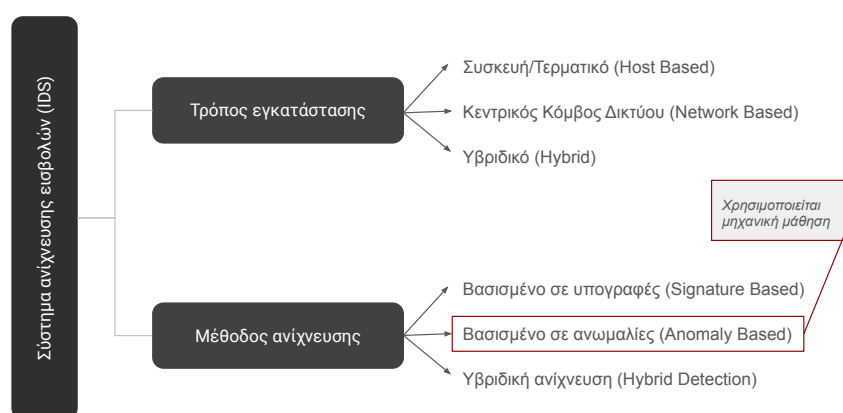 Σύστημα ανίχνευσης εισβολών (IDS)
Τρόπος εγκατάστασης
Συσκευή/Τερματικό (Host Based)
Κεντρικός Κόμβος Δικτύου (Network Based)
Υβριδικό (Hybrid)
Χρησιμοποιείται
μηχανική μάθηση
Μέθοδος ανίχνευσης
Βασισμένο σε υπογραφές (Signature Based)
Βασισμένο σε ανωμαλίες (Anomaly Based)
Υβριδική ανίχνευση (Hybrid Detection)